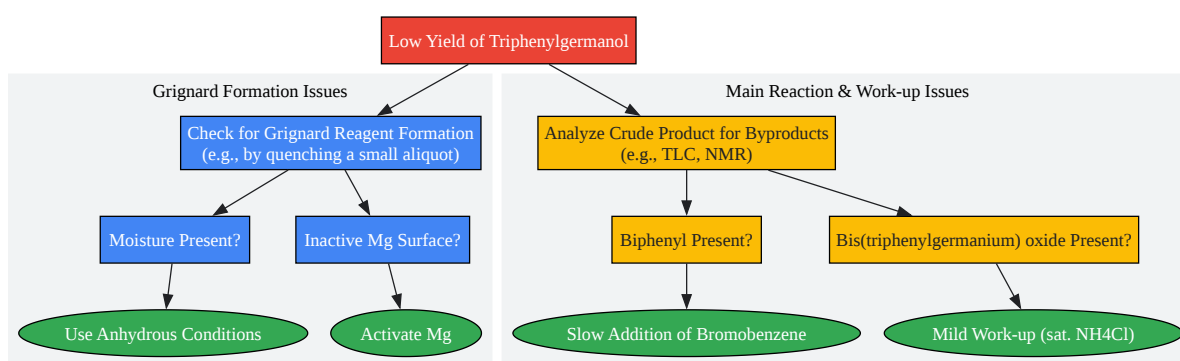 Low Yield of Triphenylgermanol
Grignard Formation Issues
Main Reaction & Work-up Issues
Check for Grignard Reagent Formation
(e.g., by quenching a small aliquot)
Analyze Crude Product for Byproducts
(e.g., TLC, NMR)
Moisture Present?
Inactive Mg Surface?
Biphenyl Present?
Bis(triphenylgermanium) oxide Present?
Use Anhydrous Conditions
Activate Mg
Slow Addition of Bromobenzene
Mild Work-up (sat. NH4Cl)